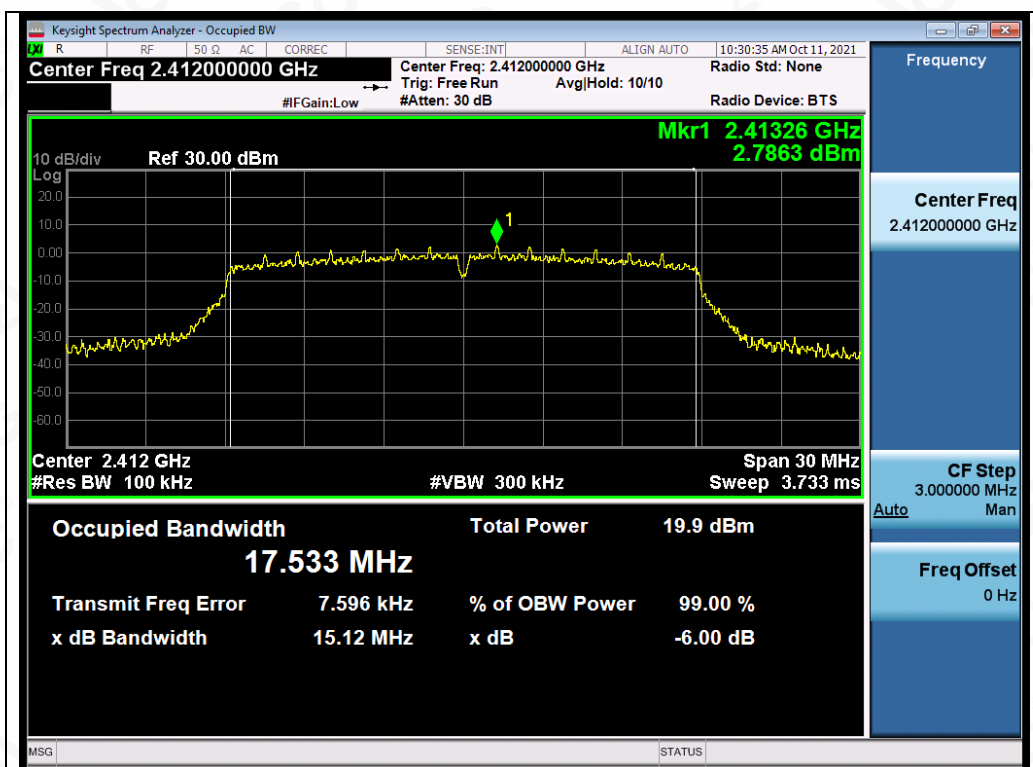 Keysight Spectrum Analyzer - Occupied BW
LXI R RF 50 Ω AC CORREC SENSE:INT ALIGN AUTO 10:30:35 AM Oct 11, 2021
Center Freq 2.412000000 GHz
Center Freq: 2.412000000 GHz Radio Std: None
Trig: Free Run Avg|Hold: 10/10
#IFGain:Low #Atten: 30 dB Radio Device: BTS
Mkr1 2.41326 GHz
2.7863 dBm
10 dB/div Ref 30.00 dBm
Log
20.0
10.0
0.00
-10.0
-20.0
-30.0
-40.0
-50.0
-60.0
1
Center 2.412 GHz Span 30 MHz
#Res BW 100 kHz #VBW 300 kHz Sweep 3.733 ms
Occupied Bandwidth Total Power 19.9 dBm
17.533 MHz
Transmit Freq Error 7.596 kHz % of OBW Power 99.00 %
x dB Bandwidth 15.12 MHz x dB -6.00 dB
MSG STATUS
Frequency
Center Freq
2.412000000 GHz
CF Step
3.000000 MHz
Auto Man
Freq Offset
0 Hz